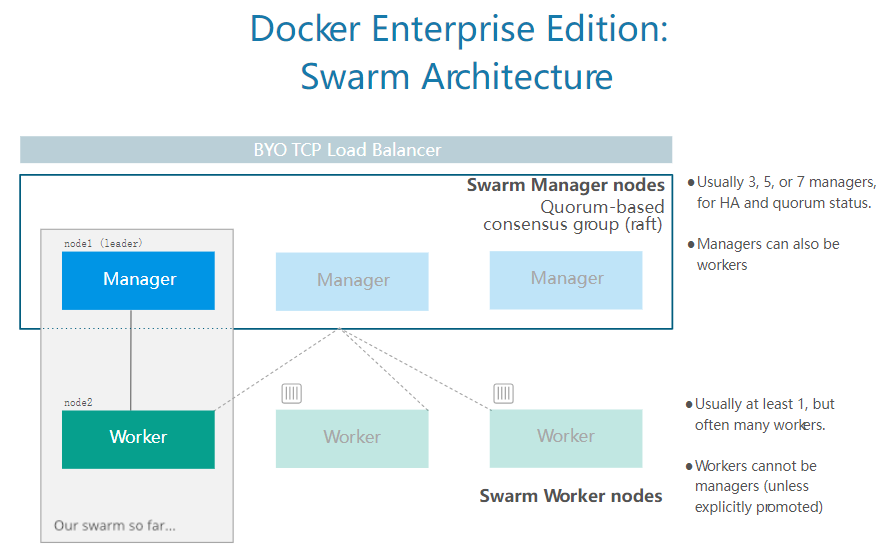 Docker Enterprise Edition:
Swarm Architecture
BYO TCP Load Balancer
Swarm Manager nodes
Quorum-based
consensus group (raft)
node1 (leader)
Manager
Manager
Manager
●Usually 3, 5, or 7 managers,
for HA and quorum status.
●Managers can also be
workers
node2
Worker
Worker
Worker
Swarm Worker nodes
Our swarm so far...
●Usually at least 1, but
often many workers.
●Workers cannot be
managers (unless
explicitly promoted)